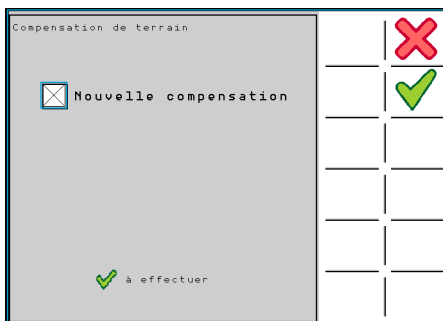 Compensation de terrain
Nouvelle compensation
à effectuer